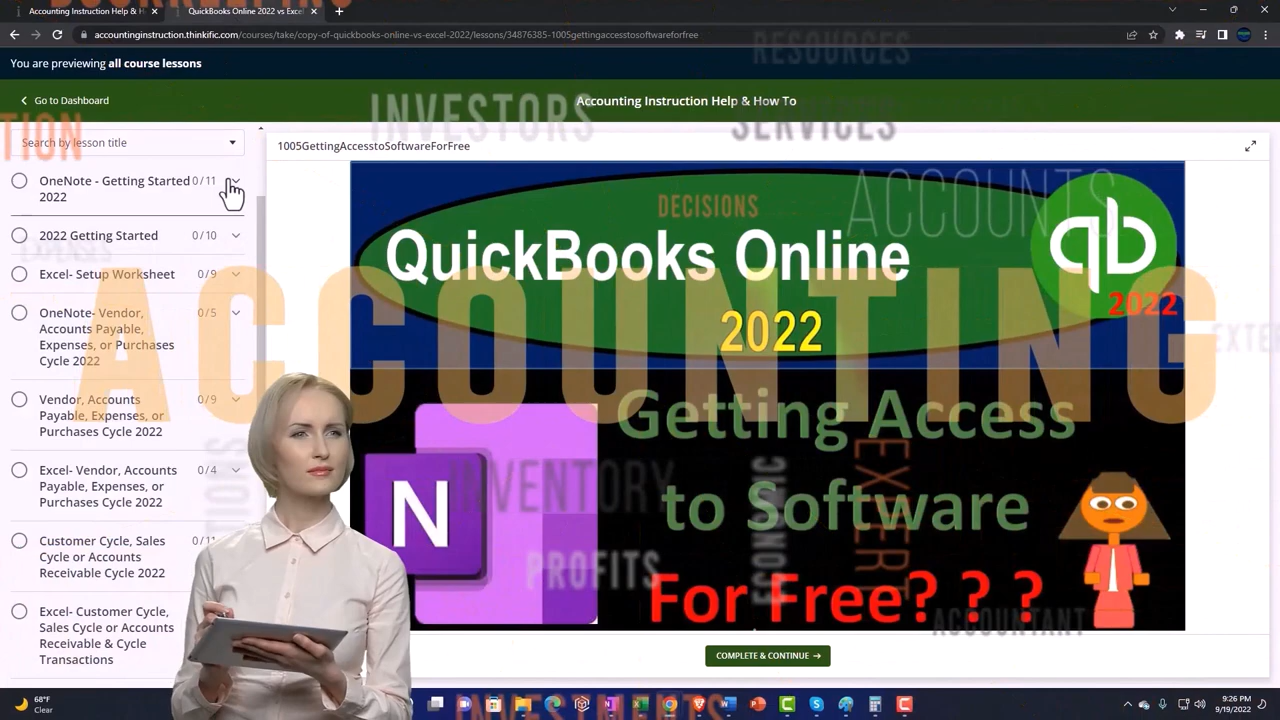 Accounting Instruction Help & H
QuickBooks Online 2022 vs Excel
accountinginstruction.thinkific.com/courses/take/copy-of-quickbooks-online-vs-excel-2022/lessons/34876385-1005gettingaccesstosoftwareforfree
You are previewing all course lessons
Go to Dashboard
Accounting Instruction Help & How To
RESOURCES
INVESTORS
SERVICES
Search by lesson title
1005GettingAccesstoSoftwareForFree
OneNote - Getting Started 0/11
2022
2022 Getting Started 0/10
Excel- Setup Worksheet 0/9
OneNote- Vendor, 0/5
Accounts Payable,
Expenses, or Purchases
Cycle 2022
Vendor, Accounts 0/9
Payable, Expenses, or
Purchases Cycle 2022
Excel- Vendor, Accounts 0/4
Payable, Expenses, or
Purchases Cycle 2022
Customer Cycle, Sales 0/11
Cycle or Accounts
Receivable Cycle 2022
Excel- Customer Cycle,
Sales Cycle or Accounts
Receivable & Cycle
Transactions
DECISIONS
ACCOUNTS
QuickBooks Online
qb
2022
2022
ACCOUNTING
Getting Access
to Software
For Free? ? ?
N
INVENTORY
PROFITS
ECONOMIC
EXPERT
ACCOUNTANT
COMPLETE & CONTINUE →
INVESTMENTS
68°F
Clear
9:26 PM
9/19/2022